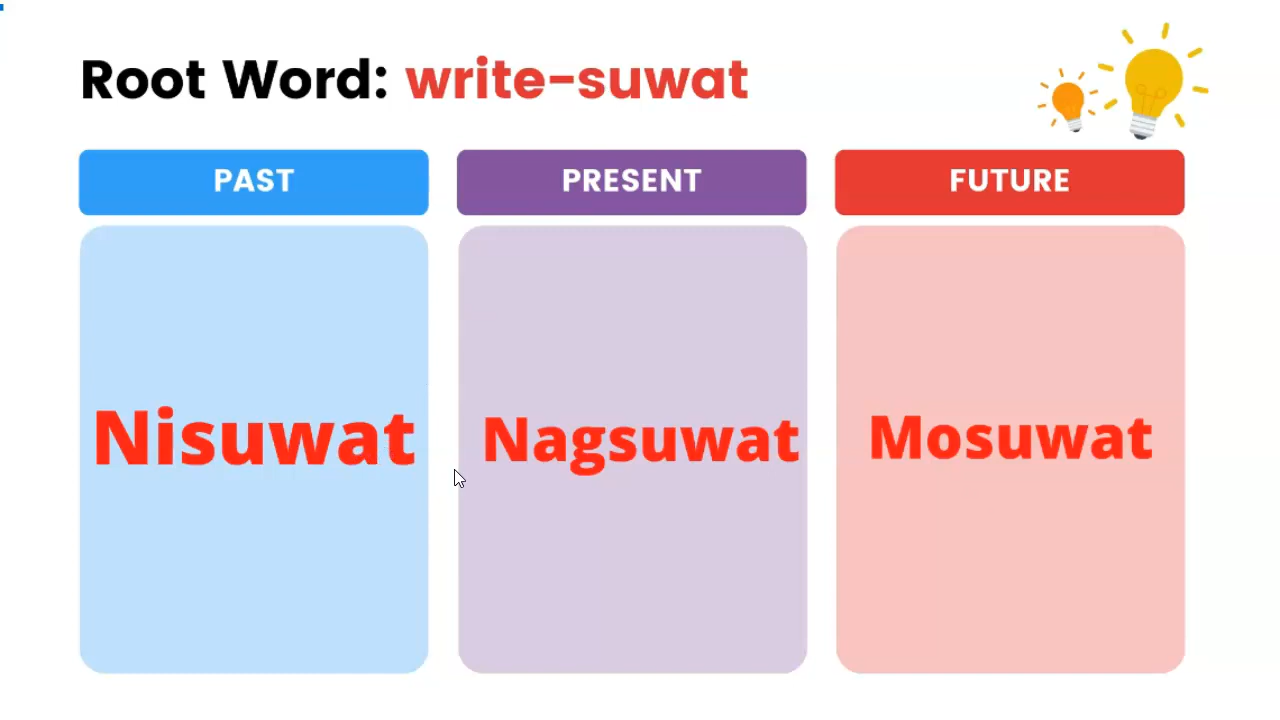 Root Word: write-suwat
PAST
PRESENT
FUTURE
Nisuwat
Nagsuwat
Mosuwat